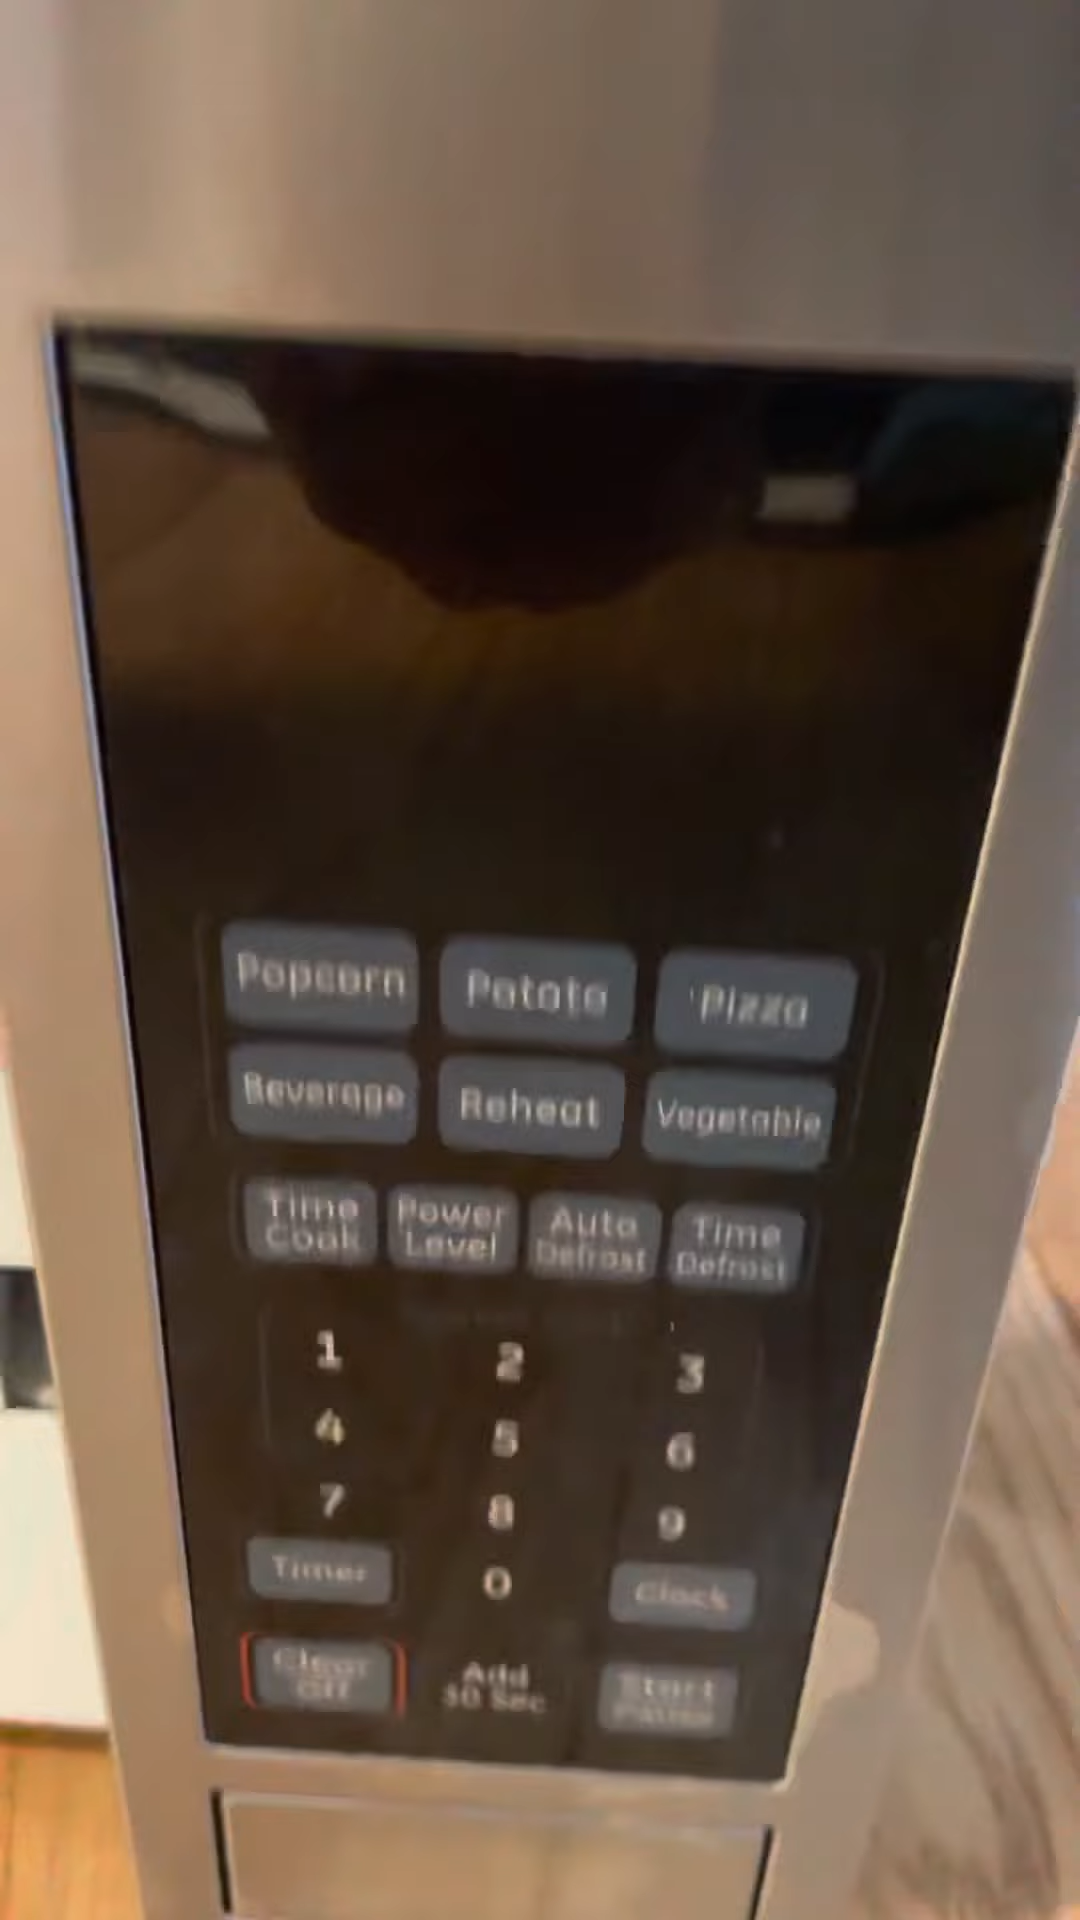 Popcorn Potato Pizza
Beverage Reheat Vegetable
Time Cook Power Level Auto Defrost Time Defrost
1 2 3
4 5 6
7 8 9
Timer 0 Clock
Clear Off Add 30 Sec Start Pause